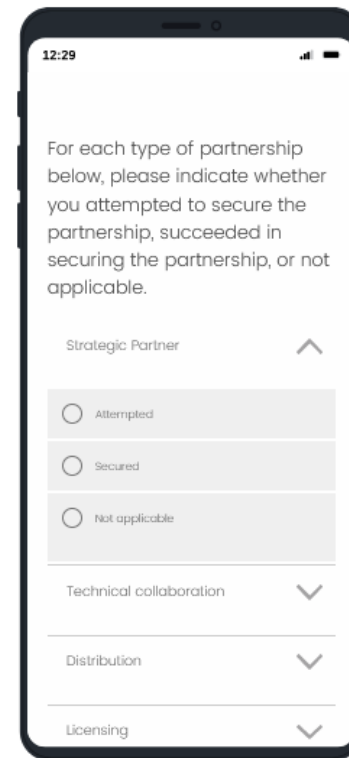 12:29
For each type of partnership
below, please indicate whether
you attempted to secure the
partnership, succeeded in
securing the partnership, or not
applicable.
Strategic Partner
Attempted
Secured
Not applicable
Technical collaboration
Distribution
Licensing